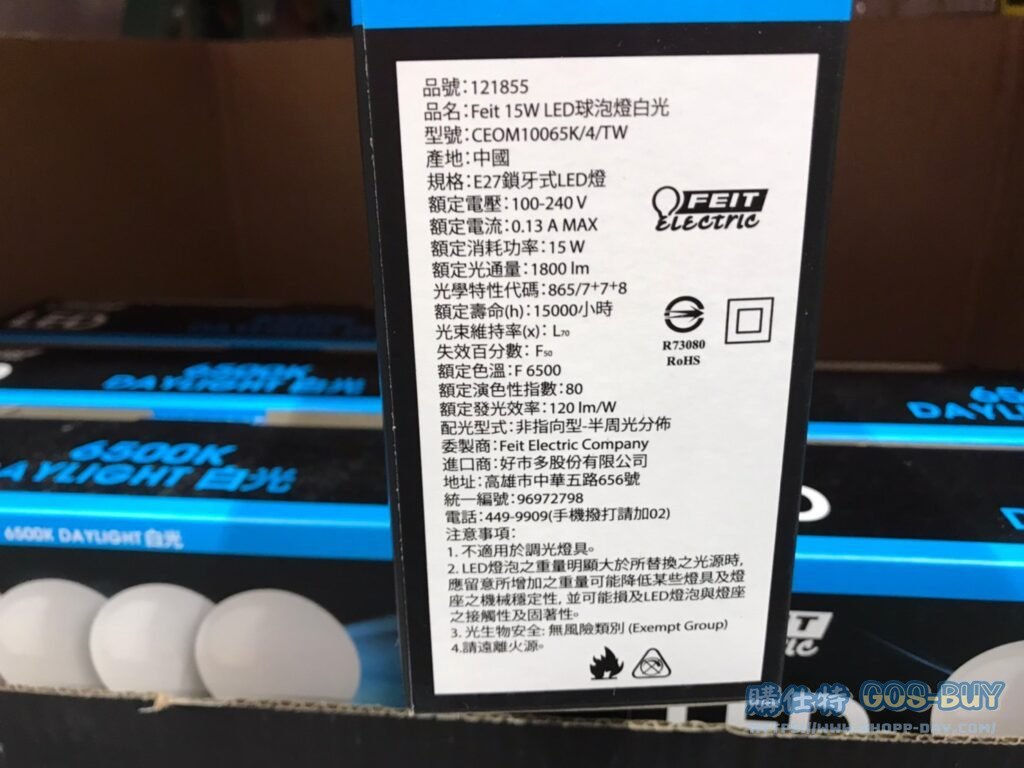 品號:121855
品名:Feit 15W LED球泡燈白光
型號:CEOM10065K/4/TW
產地:中國
規格:E27鎖牙式LED燈
額定電壓:100-240 V
額定電流:0.13 A MAX
額定消耗功率:15 W
額定光通量:1800 lm
光學特性代碼:865/7+7+8
額定壽命(h):15000小時
光束維持率(x): L70
失效百分數: F50
額定色溫:F 6500
額定演色性指數:80
額定發光效率:120 lm/W
配光型式:非指向型-半周光分佈
委製商:Feit Electric Company
進口商:好市多股份有限公司
地址:高雄市中華五路656號
統一編號:96972798
電話:449-9909(手機撥打請加02)
注意事項:
1. 不適用於調光燈具。
2. LED燈泡之重量明顯大於所替換之光源時,
應留意所增加之重量可能降低某些燈具及燈
座之機械穩定性, 並可能損及LED燈泡與燈座
之接觸性及固著性。
3. 光生物安全: 無風險類別 (Exempt Group)
4.請遠離火源。
FEIT
Electric
R73080
RoHS
LED
6500K
DAYLIGHT 白光
6500K
AYLIGHT 白光
6500K DAYLIGHT 白光
65
DAYL
D
IT
ric
購仕特 GOS-BUY